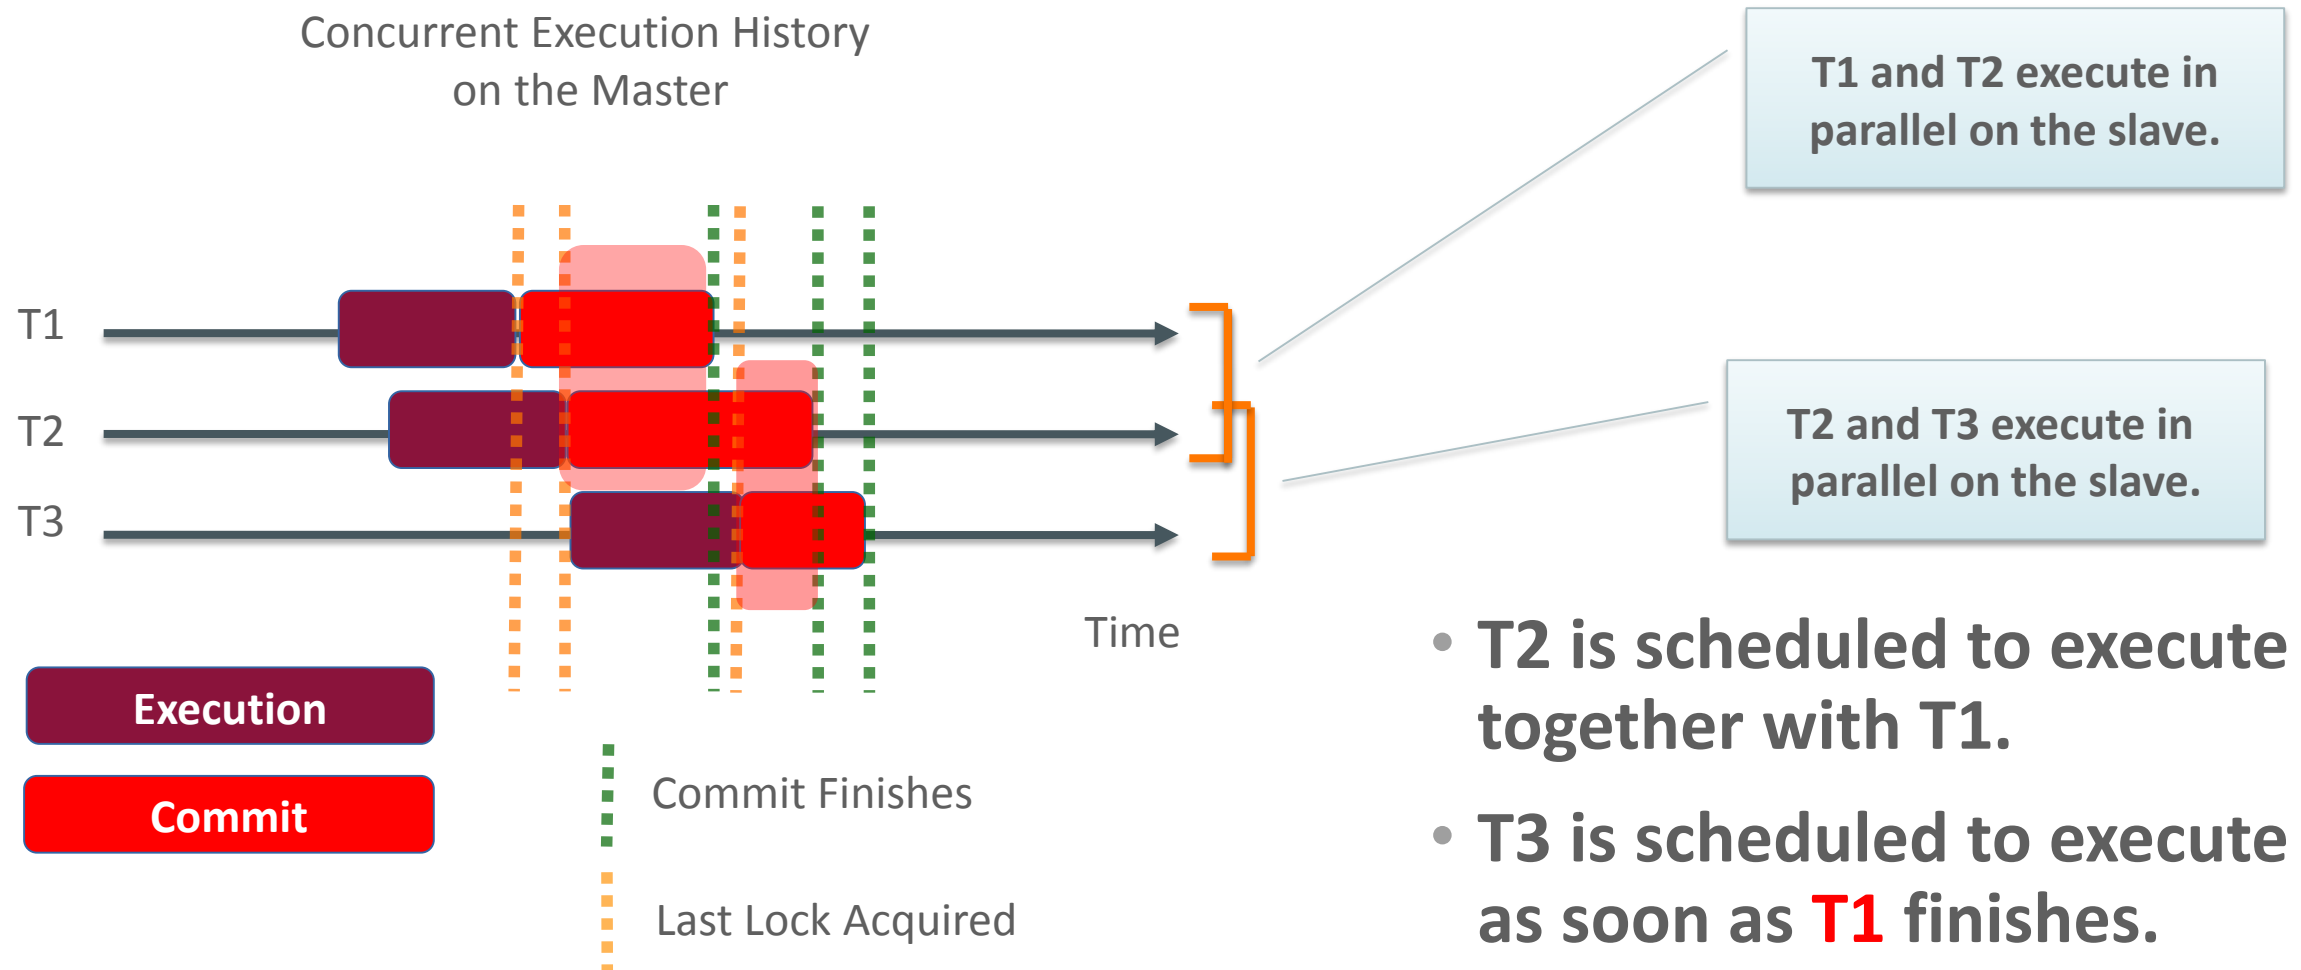 Concurrent Execution History
on the Master
T1 and T2 execute in
parallel on the slave.
T1
T2
T3
T2 and T3 execute in
parallel on the slave.
Time
Execution
Commit
Commit Finishes
Last Lock Acquired
• T2 is scheduled to execute
together with T1.
• T3 is scheduled to execute
as soon as T1 finishes.